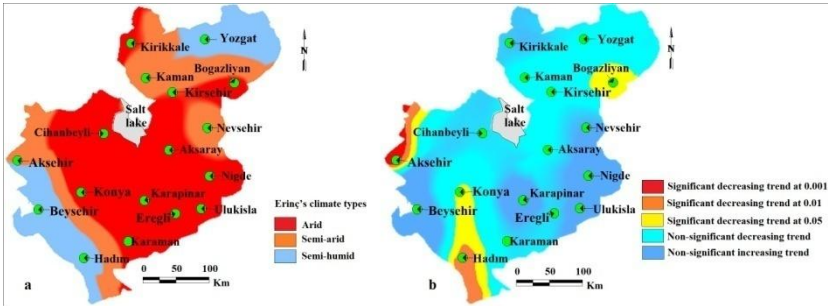 Yozgat
Kirikkale
N
Bogazliyan
Kaman
Kirsehir
Salt
lake
Cihanbeyli
Nevsehir
Aksehir
Aksaray
Nigde
Konya
Karapinar
Beysehir
Eregli
Ulukisla
Karaman
Hadım
Erinç's climate types
Arid
Semi-arid
Semi-humid
a
0 50 100
Km
Yozgat
Kirikkale
N
Bogazliyan
Kaman
Kirsehir
Salt
lake
Cihanbeyli
Nevsehir
Aksehir
Aksaray
Nigde
Konya
Karapinar
Beysehir
Eregli
Ulukisla
Karaman
Hadım
Significant decreasing trend at 0.001
Significant decreasing trend at 0.01
Significant decreasing trend at 0.05
Non-significant decreasing trend
Non-significant increasing trend
b
0 50 100
Km